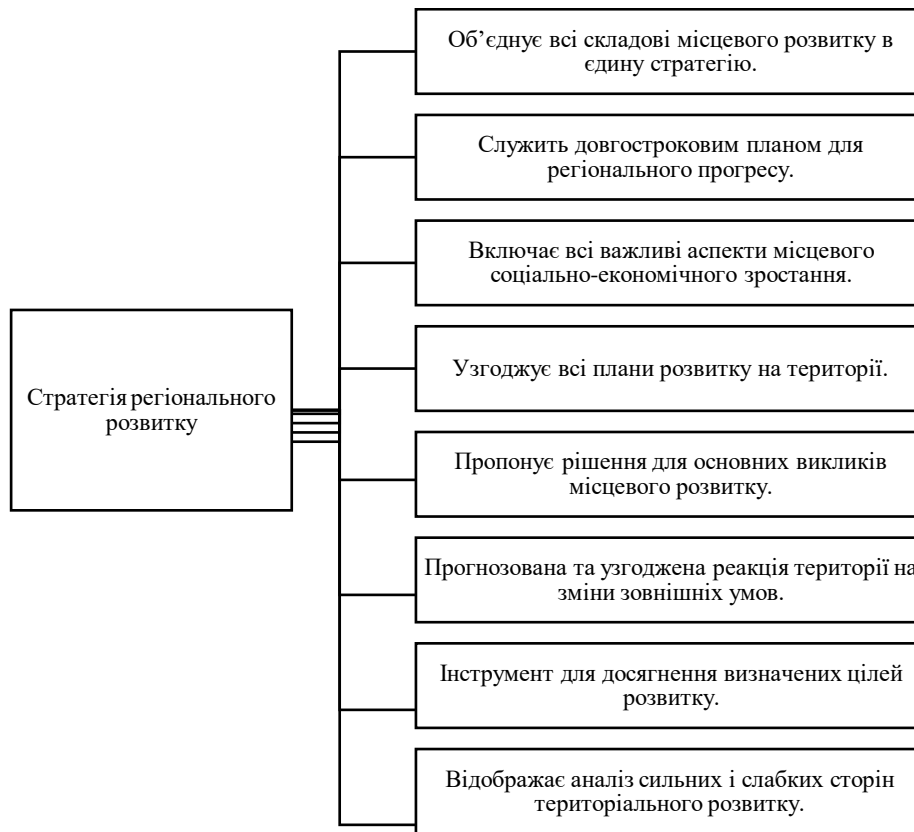 Об’єднує всі складові місцевого розвитку в
єдину стратегію.
Служить довгостроковим планом для
регіонального прогресу.
Включає всі важливі аспекти місцевого
соціально-економічного зростання.
Стратегія регіонального
розвитку
Узгоджує всі плани розвитку на території.
Пропонує рішення для основних викликів
місцевого розвитку.
Прогнозована та узгоджена реакція території на
зміни зовнішніх умов.
Інструмент для досягнення визначених цілей
розвитку.
Відображає аналіз сильних і слабких сторін
територіального розвитку.